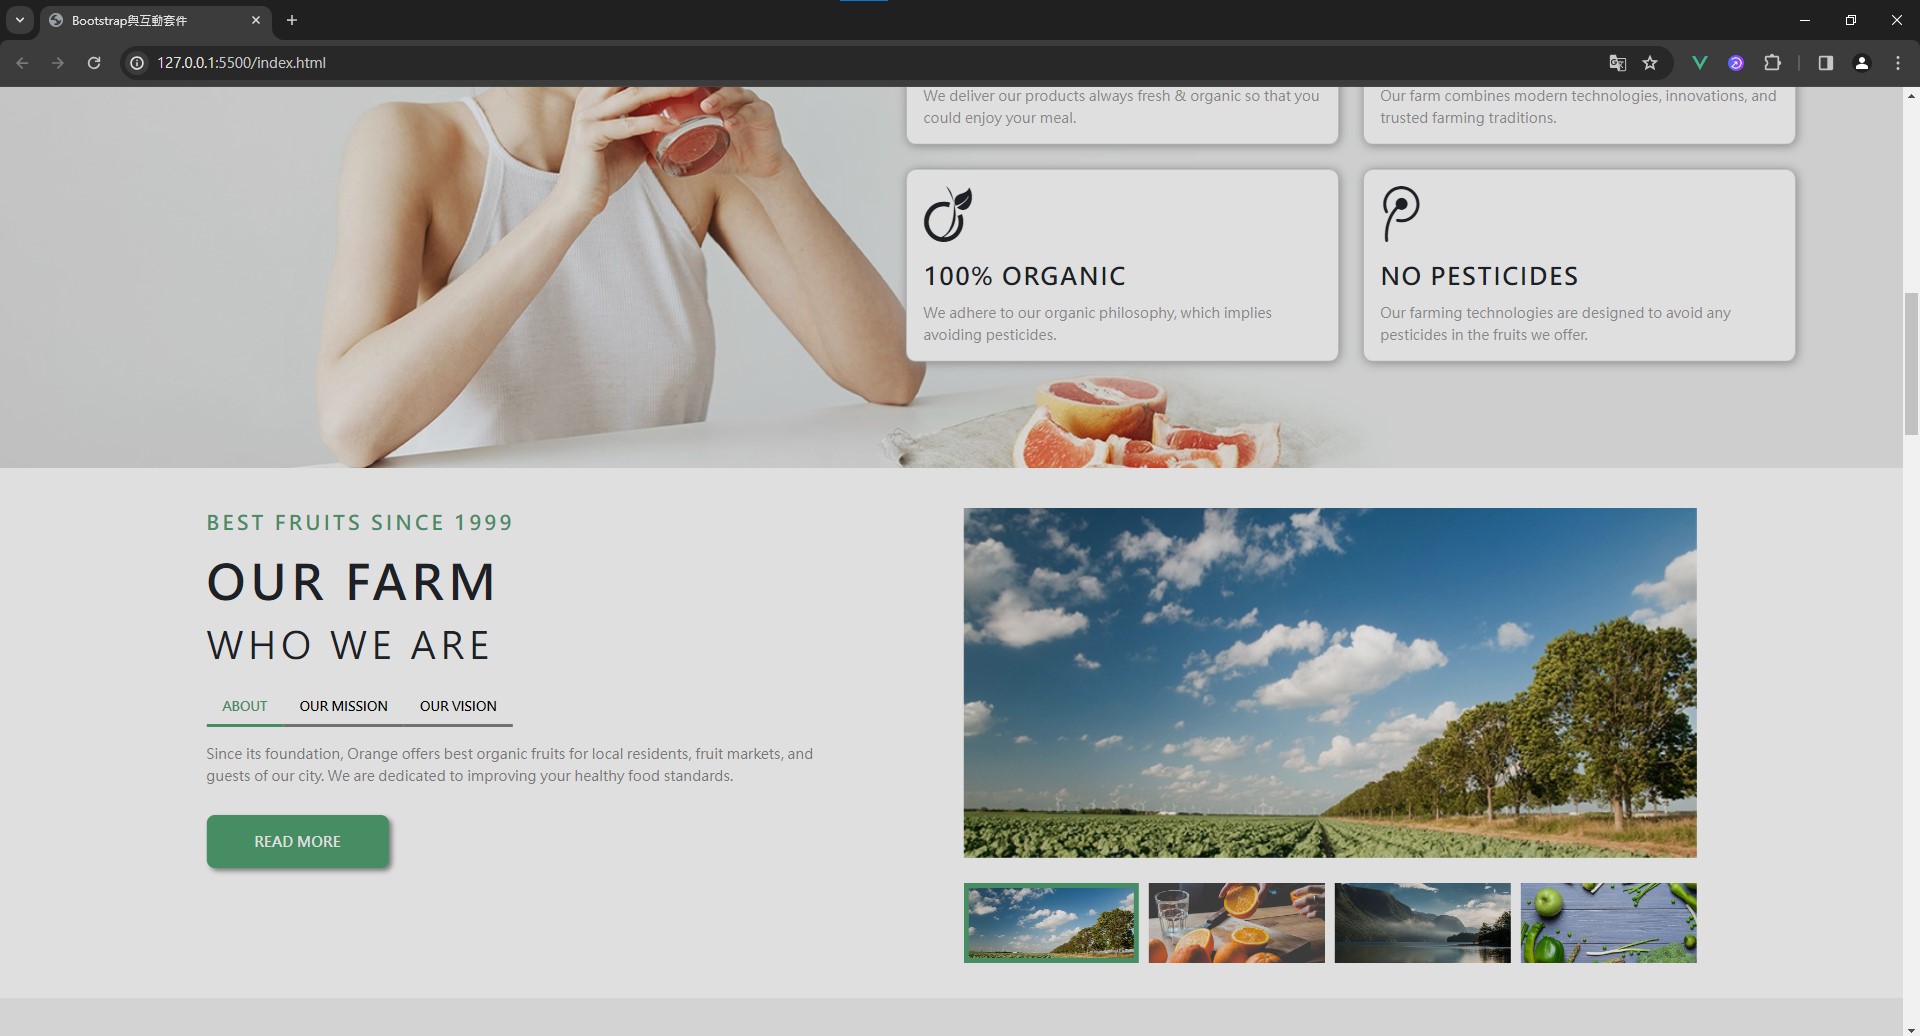 Bootstrap與互動套件
127.0.0.1:5500/index.html
We deliver our products always fresh & organic so that you
could enjoy your meal.
Our farm combines modern technologies, innovations, and
trusted farming traditions.
100% ORGANIC
We adhere to our organic philosophy, which implies
avoiding pesticides.
NO PESTICIDES
Our farming technologies are designed to avoid any
pesticides in the fruits we offer.
BEST FRUITS SINCE 1999
OUR FARM
WHO WE ARE
ABOUT OUR MISSION OUR VISION
Since its foundation, Orange offers best organic fruits for local residents, fruit markets, and
guests of our city. We are dedicated to improving your healthy food standards.
READ MORE